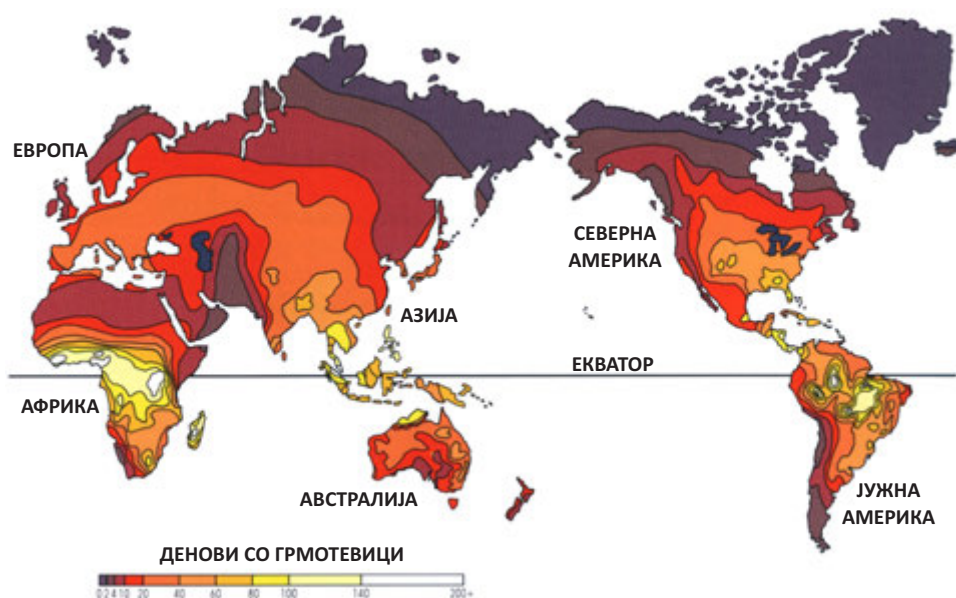 ЕВРОПА
СЕВЕРНА
АМЕРИКА
АЗИЈА
ЕКВАТОР
АФРИКА
АВСТРАЛИЈА
ЈУЖНА
АМЕРИКА
ДЕНОВИ СО ГРМОТЕВИЦИ
0 2 4 10 20 40 60 80 100 140 200+